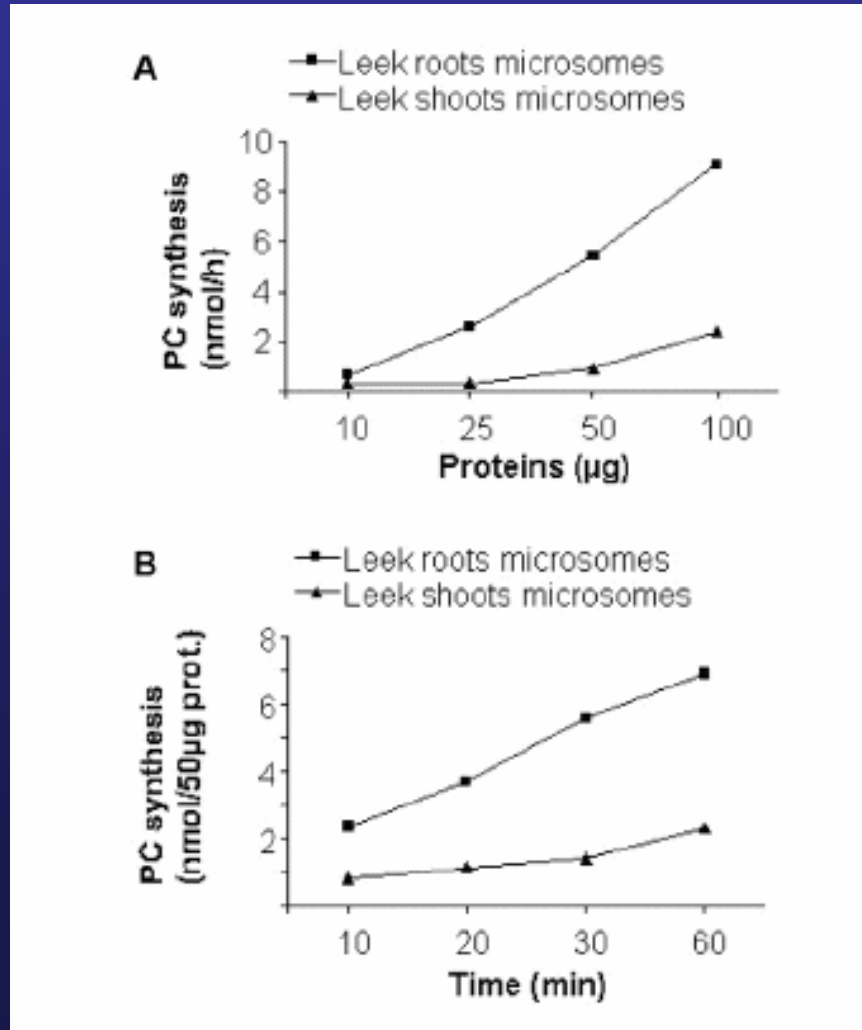 A
Leek roots microsomes
Leek shoots microsomes
10
8
6
4
2
PC synthesis
(nmol/h)
10 25 50 100
Proteins (µg)
B
Leek roots microsomes
Leek shoots microsomes
8
6
4
2
PC synthesis
(nmol/50µg prot.)
10 20 30 60
Time (min)